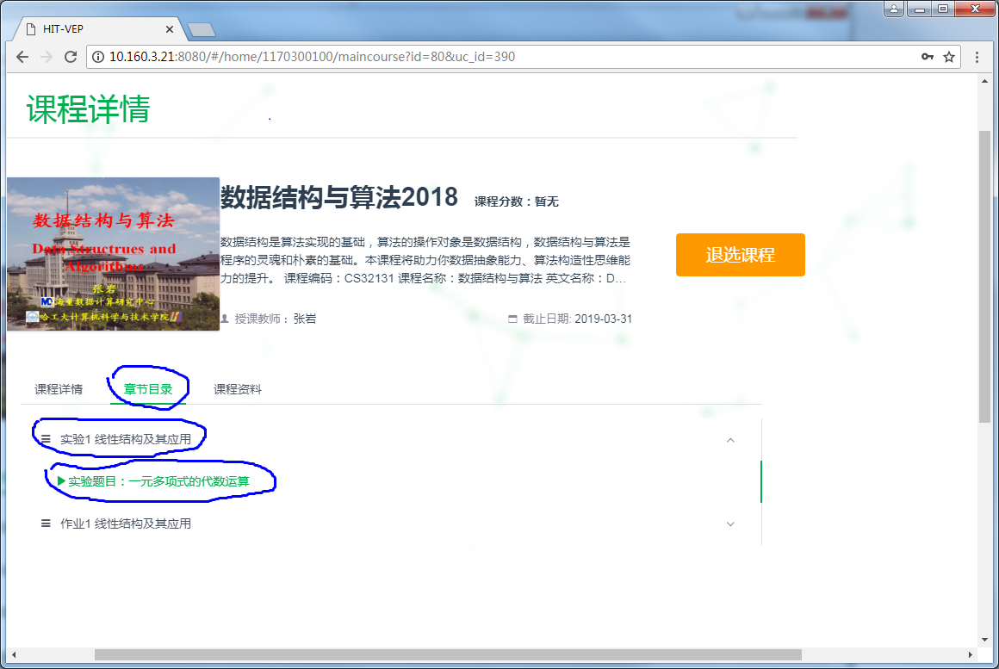 HIT-VEP
10.160.3.21:8080/#/home/1170300100/maincourse?id=80&uc_id=390
课程详情
数据结构与算法
Data Structrues and
Algorithms
张岩
海量数据计算研究中心
哈工大计算机科学与技术学院
数据结构与算法2018 课程分数：暂无
数据结构是算法实现的基础，算法的操作对象是数据结构，数据结构与算法是
程序的灵魂和朴素的基础。本课程将助力你数据抽象能力、算法构造性思维能
力的提升。 课程编码：CS32131 课程名称：数据结构与算法 英文名称：D...
退选课程
授课教师： 张岩 截止日期: 2019-03-31
课程详情 章节目录 课程资料
实验1 线性结构及其应用
实验题目：一元多项式的代数运算
作业1 线性结构及其应用